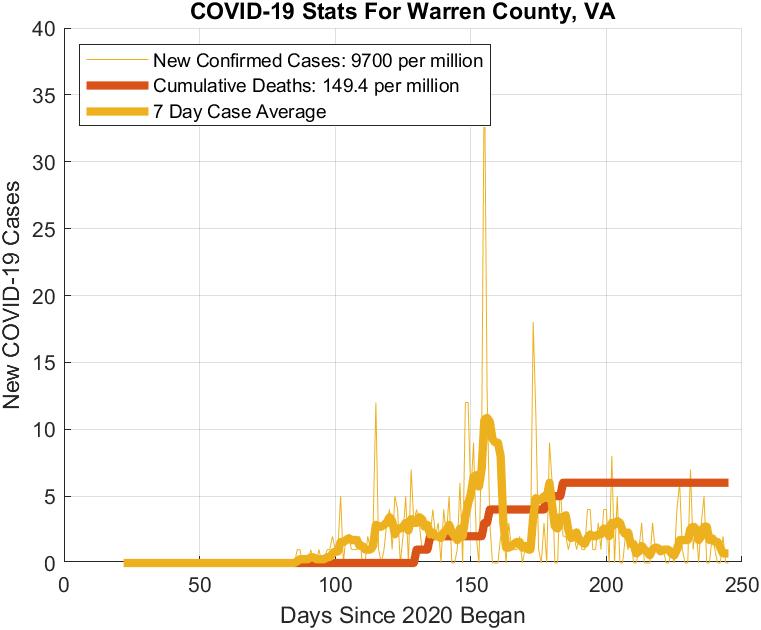 COVID-19 Stats For Warren County, VA
New Confirmed Cases: 9700 per million
Cumulative Deaths: 149.4 per million
7 Day Case Average
New COVID-19 Cases
40
35
30
25
20
15
10
5
0
0 50 100 150 200 250
Days Since 2020 Began